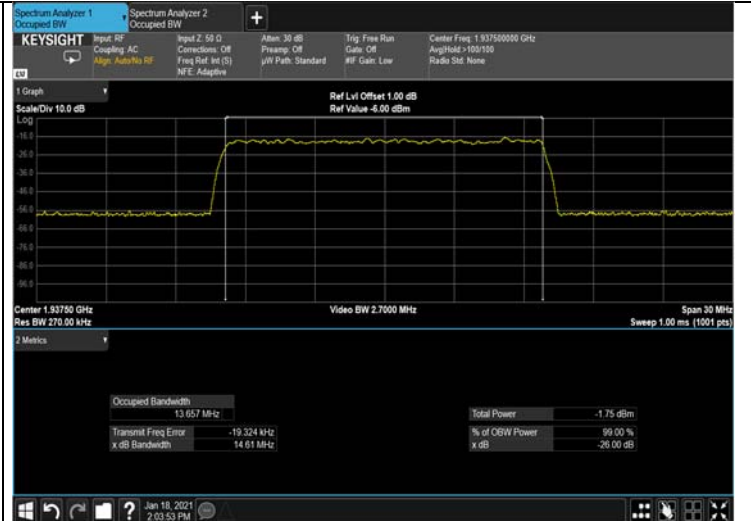 Spectrum Analyzer 1
Occupied BW
Spectrum Analyzer 2
Occupied BW
+
KEYSIGHT
Input: RF
Coupling: AC
Align: Auto/No RF
Input Z: 50 Ω
Corrections: Off
Freq Ref: Int (S)
NFE: Adaptive
Atten: 30 dB
Preamp: Off
µW Path: Standard
Trig: Free Run
Gate: Off
#IF Gain: Low
Center Freq: 1.937500000 GHz
Avg|Hold:>100/100
Radio Std: None
1 Graph
Scale/Div 10.0 dB
Ref Lvl Offset 1.00 dB
Ref Value -6.00 dBm
Log
-16.0
-26.0
-36.0
-46.0
-56.0
-66.0
-76.0
-86.0
-96.0
Center 1.93750 GHz
Video BW 2.7000 MHz
Span 30 MHz
Res BW 270.00 kHz
Sweep 1.00 ms (1001 pts)
2 Metrics
Occupied Bandwidth
13.657 MHz
Total Power -1.75 dBm
Transmit Freq Error -19.324 kHz
% of OBW Power 99.00 %
x dB Bandwidth 14.61 MHz
x dB -26.00 dB
?
Jan 18, 2021
2:03:53 PM